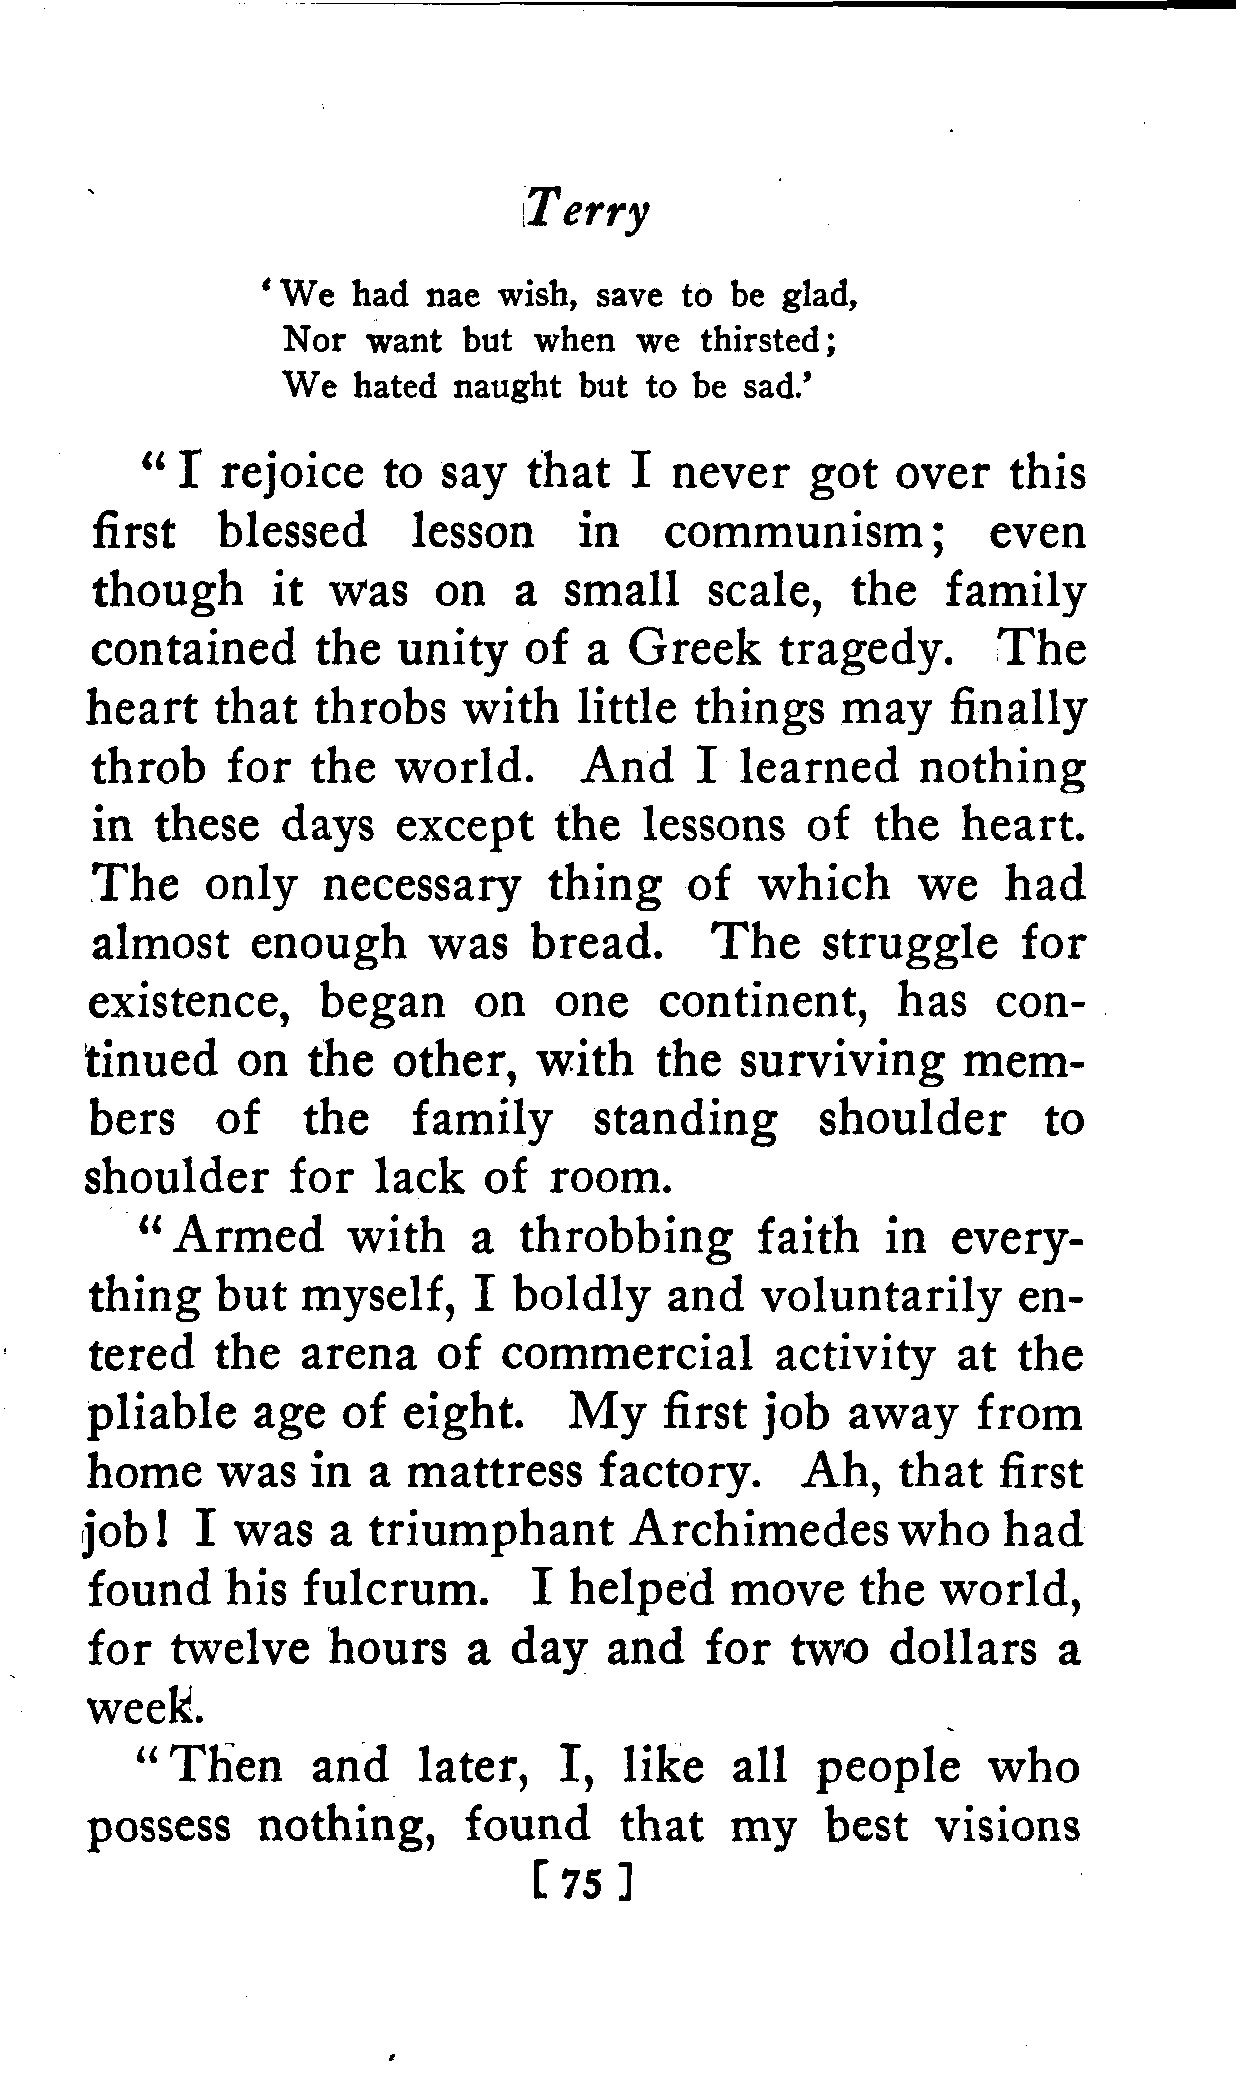 Terry
‘We had nae wish, save to be glad,
Nor want but when we thirsted;
We hated naught but to be sad.’
“I rejoice to say that I never got over this
first blessed lesson in communism; even
though it was on a small scale, the family
contained the unity of a Greek tragedy. The
heart that throbs with little things may finally
throb for the world. And I learned nothing
in these days except the lessons of the heart.
The only necessary thing of which we had
almost enough was bread. The struggle for
existence, began on one continent, has con-
tinued on the other, with the surviving mem-
bers of the family standing shoulder to
shoulder for lack of room.
“Armed with a throbbing faith in every-
thing but myself, I boldly and voluntarily en-
tered the arena of commercial activity at the
pliable age of eight. My first job away from
home was in a mattress factory. Ah, that first
job! I was a triumphant Archimedes who had
found his fulcrum. I helped move the world,
for twelve hours a day and for two dollars a
week.
“Then and later, I, like all people who
possess nothing, found that my best visions
[ 75 ]